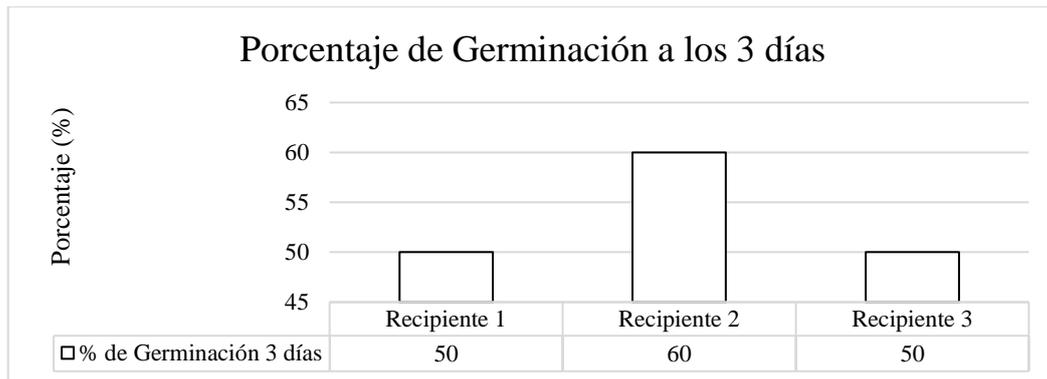 Porcentaje de Germinación a los 3 días
Porcentaje (%)
65
60
55
50
45
Recipiente 1 Recipiente 2 Recipiente 3
% de Germinación 3 días 50 60 50